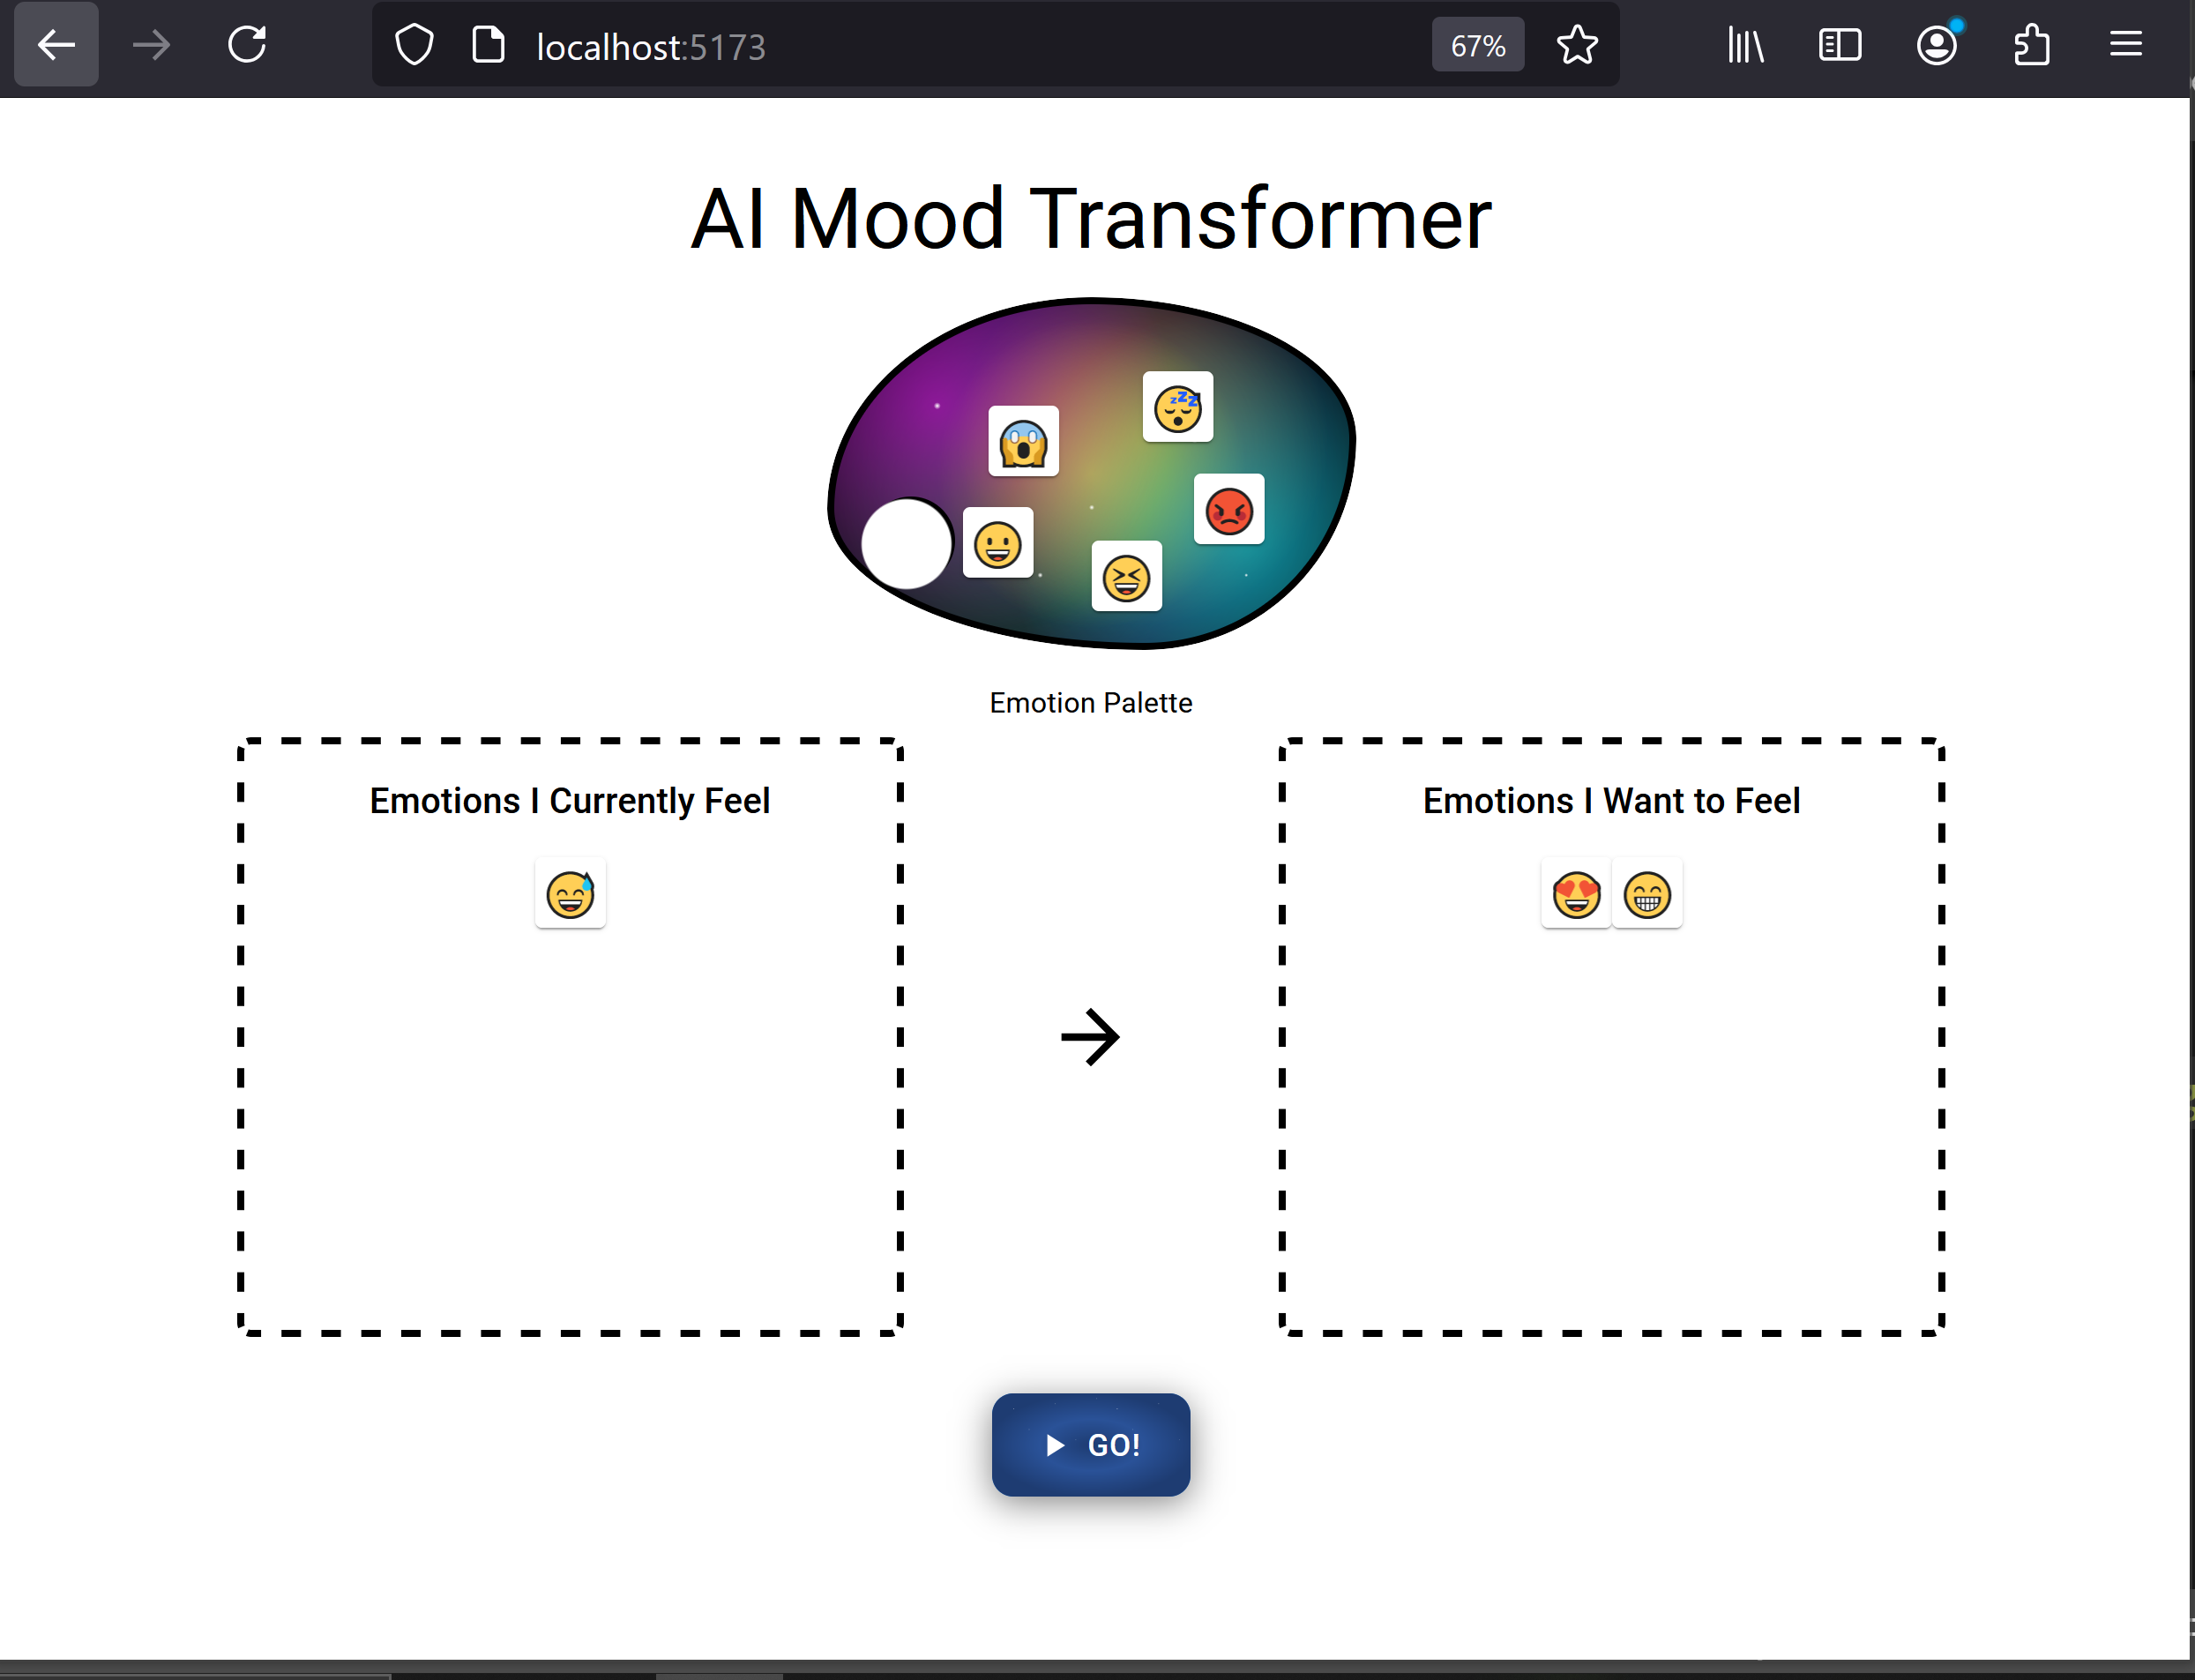 localhost:5173
67%
AI Mood Transformer
Emotion Palette
Emotions I Currently Feel
Emotions I Want to Feel
GO!